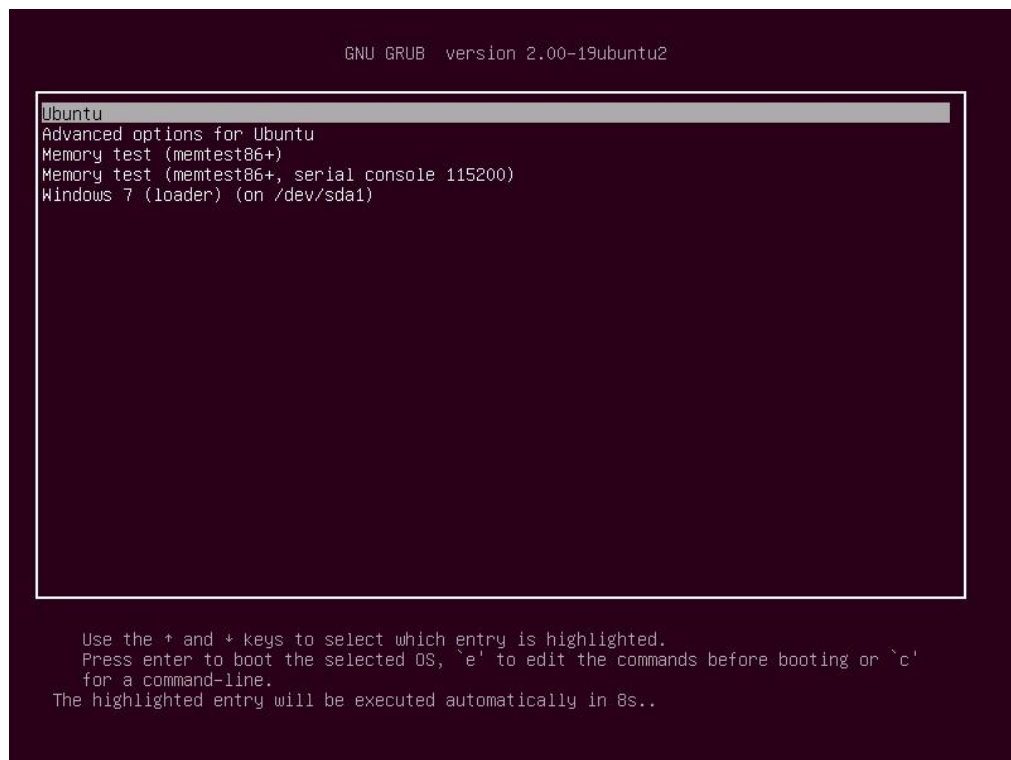 GNU GRUB  version 2.00-19ubuntu2
Ubuntu
Advanced options for Ubuntu
Memory test (memtest86+)
Memory test (memtest86+, serial console 115200)
Windows 7 (loader) (on /dev/sda1)
Use the ↑ and ↓ keys to select which entry is highlighted.
Press enter to boot the selected OS, `e' to edit the commands before booting or `c'
for a command-line.
The highlighted entry will be executed automatically in 8s..